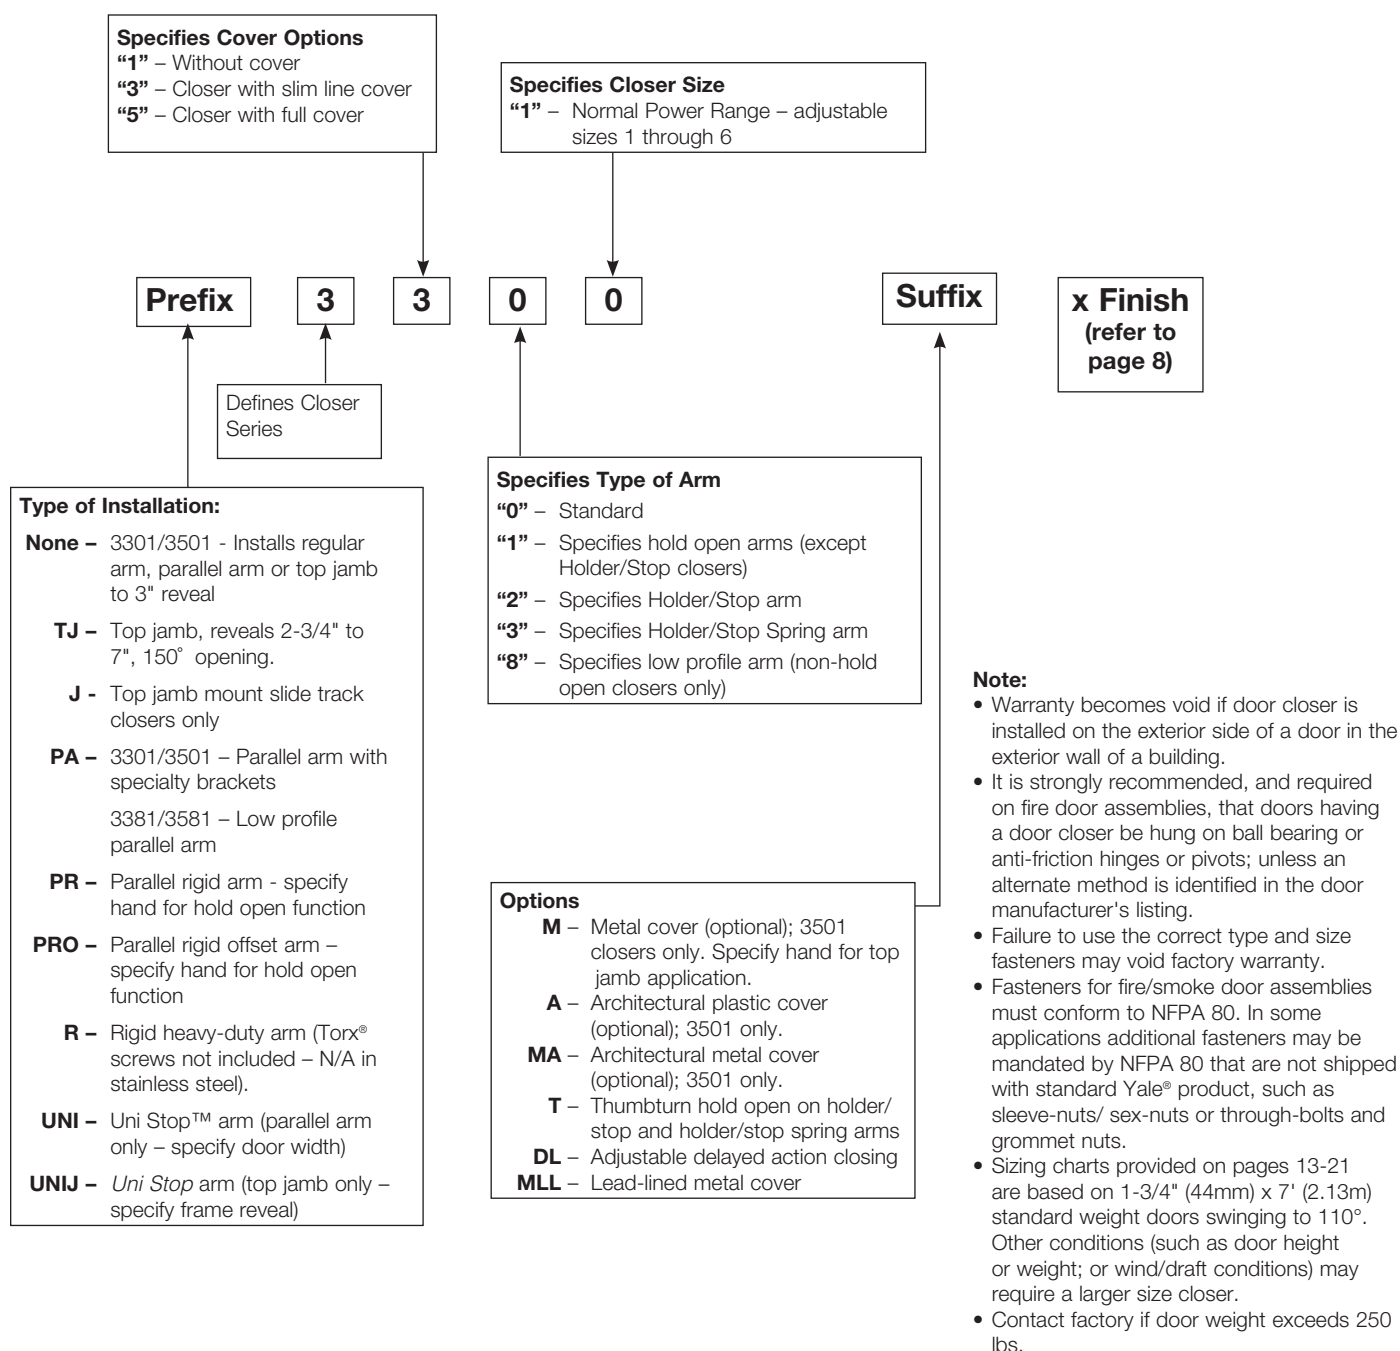 Specifies Cover Options
“1” – Without cover
“3” – Closer with slim line cover
“5” – Closer with full cover
Specifies Closer Size
“1” – Normal Power Range – adjustable
sizes 1 through 6
Prefix
3
3
0
0
Suffix
x Finish
(refer to
page 8)
Defines Closer
Series
Type of Installation:
None – 3301/3501 - Installs regular
arm, parallel arm or top jamb
to 3" reveal
TJ – Top jamb, reveals 2-3/4" to
7", 150° opening.
J - Top jamb mount slide track
closers only
PA – 3301/3501 – Parallel arm with
specialty brackets
3381/3581 – Low profile
parallel arm
PR – Parallel rigid arm - specify
hand for hold open function
PRO – Parallel rigid offset arm –
specify hand for hold open
function
R – Rigid heavy-duty arm (Torx®
screws not included – N/A in
stainless steel).
UNI – Uni Stop™ arm (parallel arm
only – specify door width)
UNIJ – Uni Stop arm (top jamb only –
specify frame reveal)
Specifies Type of Arm
“0” – Standard
“1” – Specifies hold open arms (except
Holder/Stop closers)
“2” – Specifies Holder/Stop arm
“3” – Specifies Holder/Stop Spring arm
“8” – Specifies low profile arm (non-hold
open closers only)
Options
M – Metal cover (optional); 3501
closers only. Specify hand for top
jamb application.
A – Architectural plastic cover
(optional); 3501 only.
MA – Architectural metal cover
(optional); 3501 only.
T – Thumbturn hold open on holder/
stop and holder/stop spring arms
DL – Adjustable delayed action closing
MLL – Lead-lined metal cover
Note:
• Warranty becomes void if door closer is
installed on the exterior side of a door in the
exterior wall of a building.
• It is strongly recommended, and required
on fire door assemblies, that doors having
a door closer be hung on ball bearing or
anti-friction hinges or pivots; unless an
alternate method is identified in the door
manufacturer's listing.
• Failure to use the correct type and size
fasteners may void factory warranty.
• Fasteners for fire/smoke door assemblies
must conform to NFPA 80. In some
applications additional fasteners may be
mandated by NFPA 80 that are not shipped
with standard Yale® product, such as
sleeve-nuts/ sex-nuts or through-bolts and
grommet nuts.
• Sizing charts provided on pages 13-21
are based on 1-3/4" (44mm) x 7' (2.13m)
standard weight doors swinging to 110°.
Other conditions (such as door height
or weight; or wind/draft conditions) may
require a larger size closer.
• Contact factory if door weight exceeds 250
lbs.